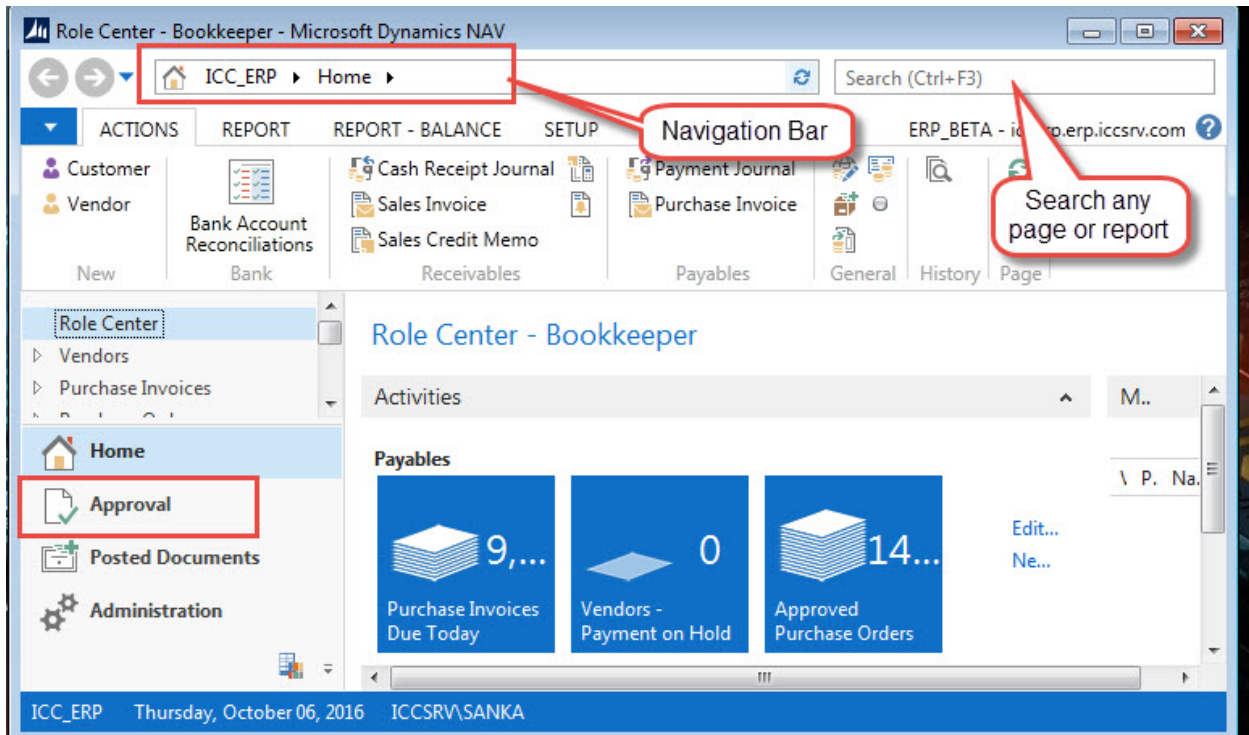 Role Center - Bookkeeper - Microsoft Dynamics NAV
ICC_ERP Home
Search (Ctrl+F3)
ACTIONS REPORT REPORT - BALANCE SETUP
Navigation Bar
ERP_BETA -
Customer
Vendor
New
Bank Account
Reconciliations
Bank
Cash Receipt Journal
Sales Invoice
Sales Credit Memo
Receivables
Payment Journal
Purchase Invoice
Payables
General
History
Page
Search any
page or report
Role Center
Vendors
Purchase Invoices
Home
Approval
Posted Documents
Administration
Role Center - Bookkeeper
Activities
M..
Payables
9,...
Purchase Invoices
Due Today
0
Vendors -
Payment on Hold
14...
Approved
Purchase Orders
Edit...
Ne...
\ P. Na.
ICC_ERP Thursday, October 06, 2016 ICCSRV\SANKA